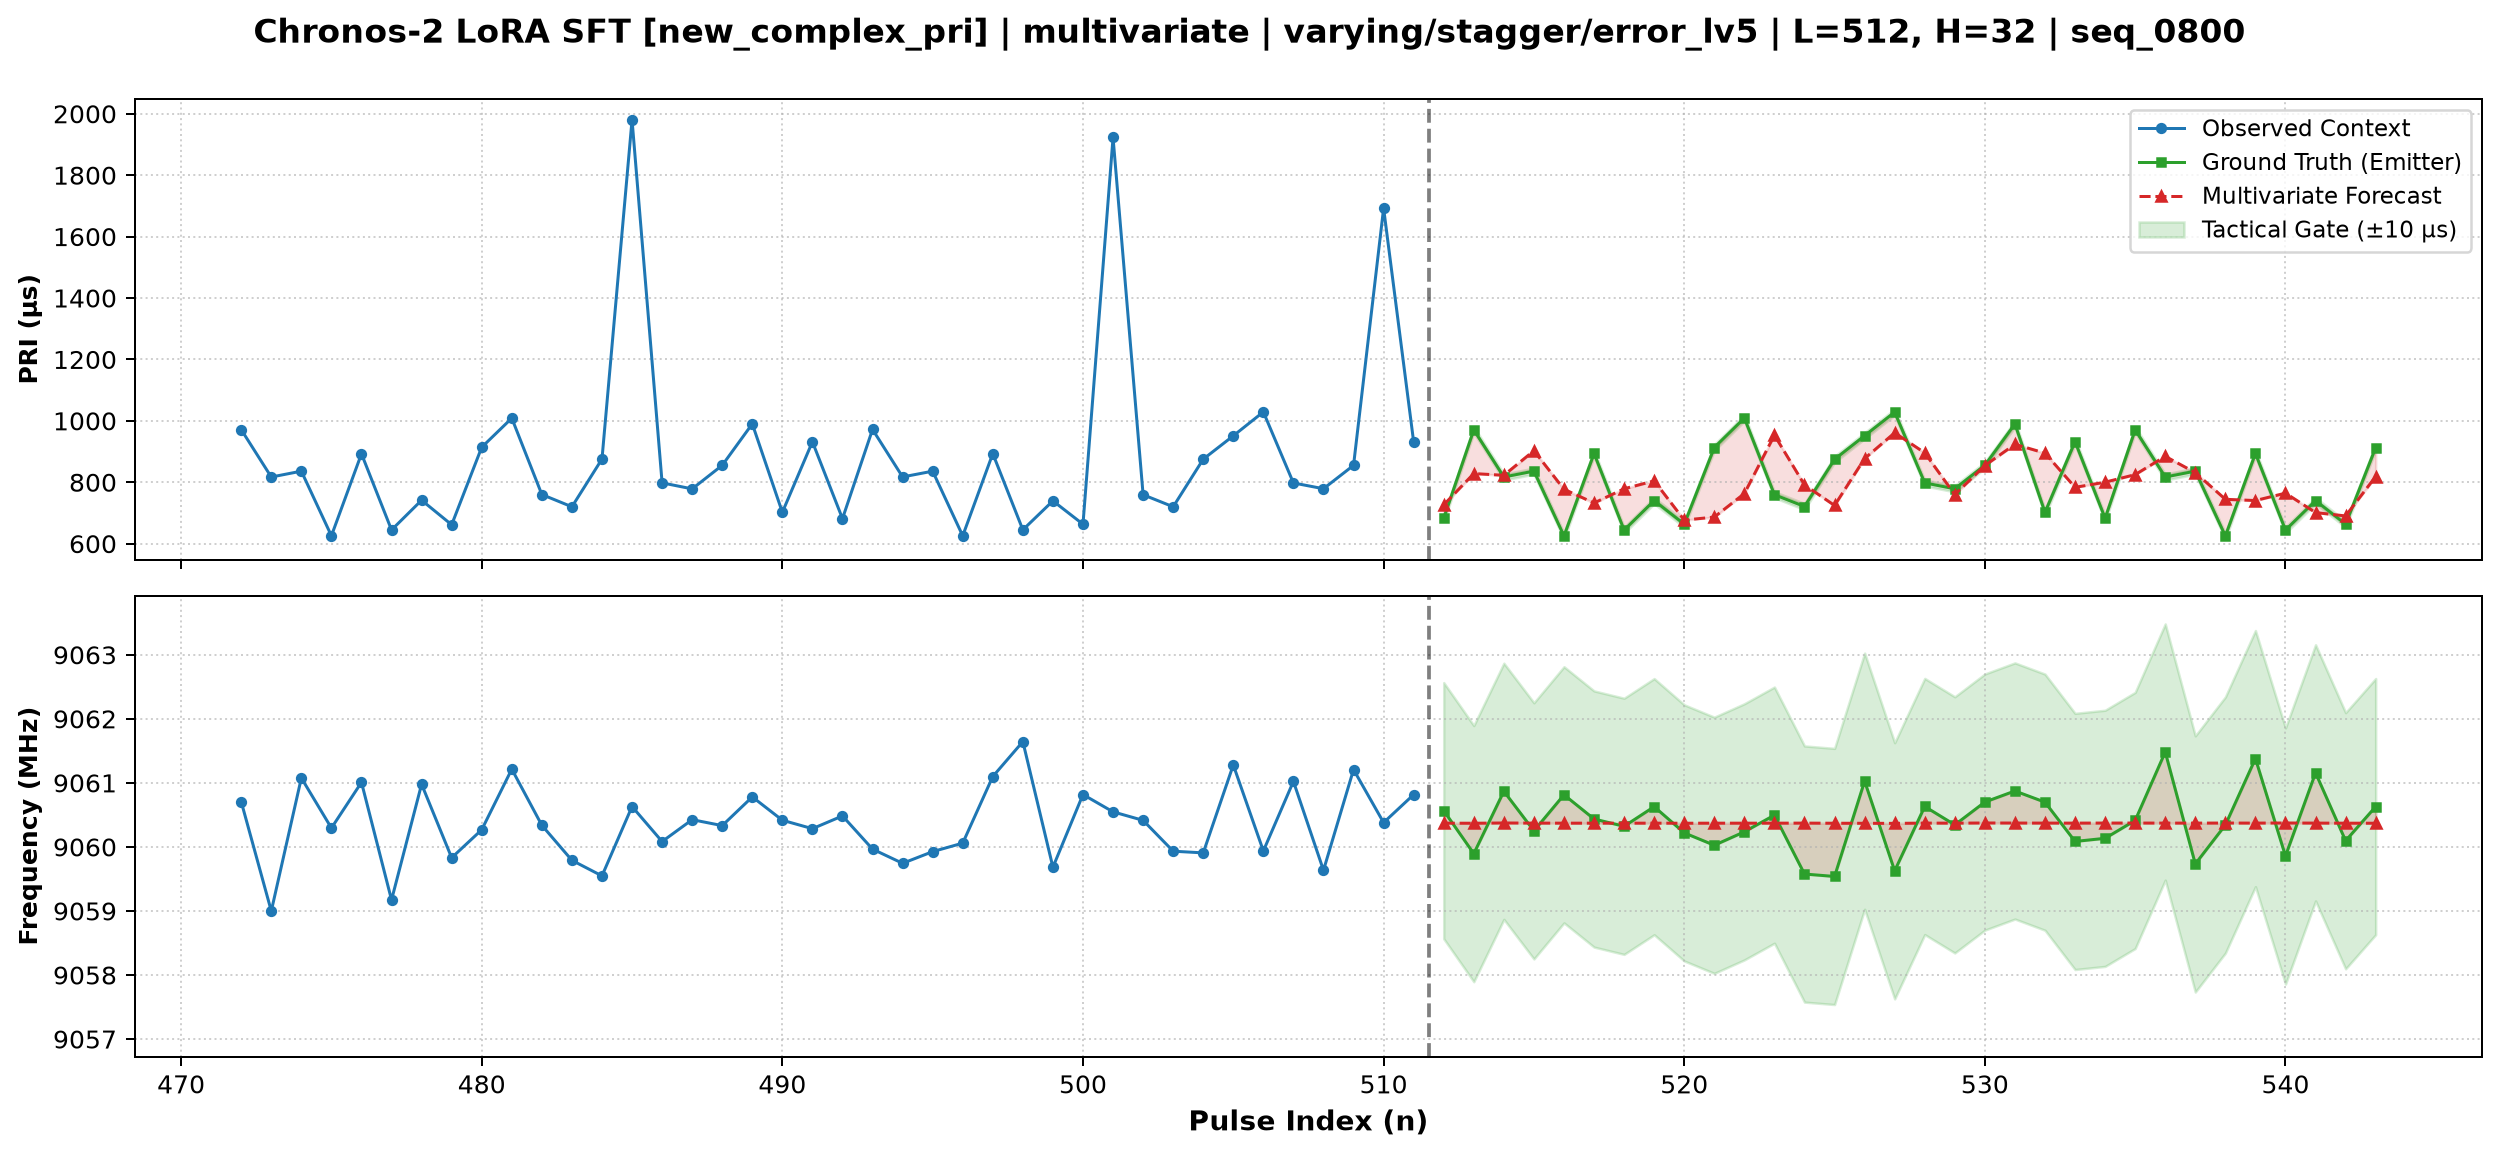 Chronos-2 LoRA SFT [new_complex_pri] | multivariate | varying/stagger/error_lv5 | L=512, H=32 | seq_0800
PRI (µs)
2000
1800
1600
1400
1200
1000
800
600
Observed Context
Ground Truth (Emitter)
Multivariate Forecast
Tactical Gate (±10 µs)
Frequency (MHz)
9063
9062
9061
9060
9059
9058
9057
470 480 490 500 510 520 530 540
Pulse Index (n)